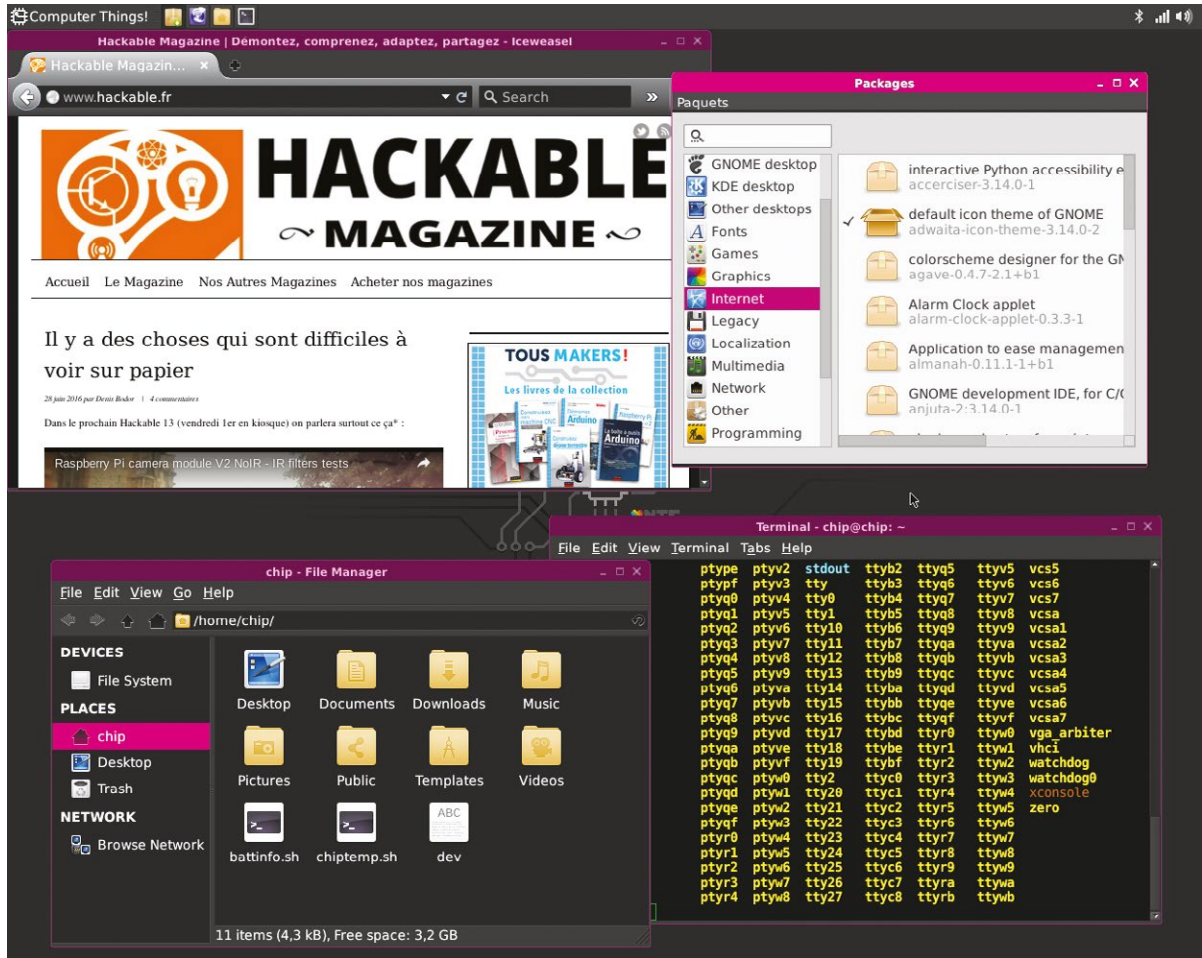 Computer Things!
Hackable Magazine | Démontez, comprenez, adaptez, partagez - Iceweasel
Hackable Magazin...
www.hackable.fr
Search
HACKABLE
~ MAGAZINE ~
Accueil Le Magazine Nos Autres Magazines Acheter nos magazines
Il y a des choses qui sont difficiles à
voir sur papier
28 juin 2016 par Denis Bodor | 4 commentaires
Dans le prochain Hackable 13 (vendredi 1er en kiosque) on parlera surtout ce ça* :
Raspberry Pi camera module V2 NoIR - IR filters tests
TOUS MAKERS!
Les livres de la collection
Arduino
Arduino
Packages
Paquets
GNOME desktop
KDE desktop
Other desktops
Fonts
Games
Graphics
Internet
Legacy
Localization
Multimedia
Network
Other
Programming
interactive Python accessibility e
accerciser-3.14.0-1
default icon theme of GNOME
adwaita-icon-theme-3.14.0-2
colorscheme designer for the GN
agave-0.4.7-2.1+b1
Alarm Clock applet
alarm-clock-applet-0.3.3-1
Application to ease managemen
almanah-0.11.1-1+b1
GNOME development IDE, for C/C
anjuta-2:3.14.0-1
chip - File Manager
File Edit View Go Help
/home/chip/
DEVICES
File System
PLACES
chip
Desktop
Trash
NETWORK
Browse Network
Desktop Documents Downloads Music
Pictures Public Templates Videos
ABC
battinfo.sh chiptemp.sh dev
11 items (4,3 kB), Free space: 3,2 GB
Terminal - chip@chip: ~
File Edit View Terminal Tabs Help
ptype ptyv2 stdout ttyb2 ttyq5 ttyv5 vcs5
ptypf ptyv3 tty ttyb3 ttyq6 ttyv6 vcs6
ptyq0 ptyv4 tty0 ttyb4 ttyq7 ttyv7 vcs7
ptyq1 ptyv5 tty1 ttyb5 ttyq8 ttyv8 vcsa
ptyq2 ptyv6 tty10 ttyb6 ttyq9 ttyv9 vcsa1
ptyq3 ptyv7 tty11 ttyb7 ttyqa ttyva vcsa2
ptyq4 ptyv8 tty12 ttyb8 ttyqb ttyvb vcsa3
ptyq5 ptyv9 tty13 ttyb9 ttyqc ttyvc vcsa4
ptyq6 ptyva tty14 ttyba ttyqd ttyvd vcsa5
ptyq7 ptyvb tty15 ttybb ttyqe ttyve vcsa6
ptyq8 ptyvc tty16 ttybc ttyqf ttyvf vcsa7
ptyq9 ptyvd tty17 ttybd ttyr0 ttyw0 vga_arbiter
ptyqa ptyve tty18 ttybe ttyr1 ttyw1 vhci
ptyqb ptyvf tty19 ttybf ttyr2 ttyw2 watchdog
ptyqc ptyw0 tty2 ttyc0 ttyr3 ttyw3 watchdog0
ptyqd ptyw1 tty20 ttyc1 ttyr4 ttyw4 xconsole
ptyqe ptyw2 tty21 ttyc2 ttyr5 ttyw5 zero
ptyqf ptyw3 tty22 ttyc3 ttyr6 ttyw6
ptyr0 ptyw4 tty23 ttyc4 ttyr7 ttyw7
ptyr1 ptyw5 tty24 ttyc5 ttyr8 ttyw8
ptyr2 ptyw6 tty25 ttyc6 ttyr9 ttyw9
ptyr3 ptyw7 tty26 ttyc7 ttyra ttywa
ptyr4 ptyw8 tty27 ttyc8 ttyrb ttywb